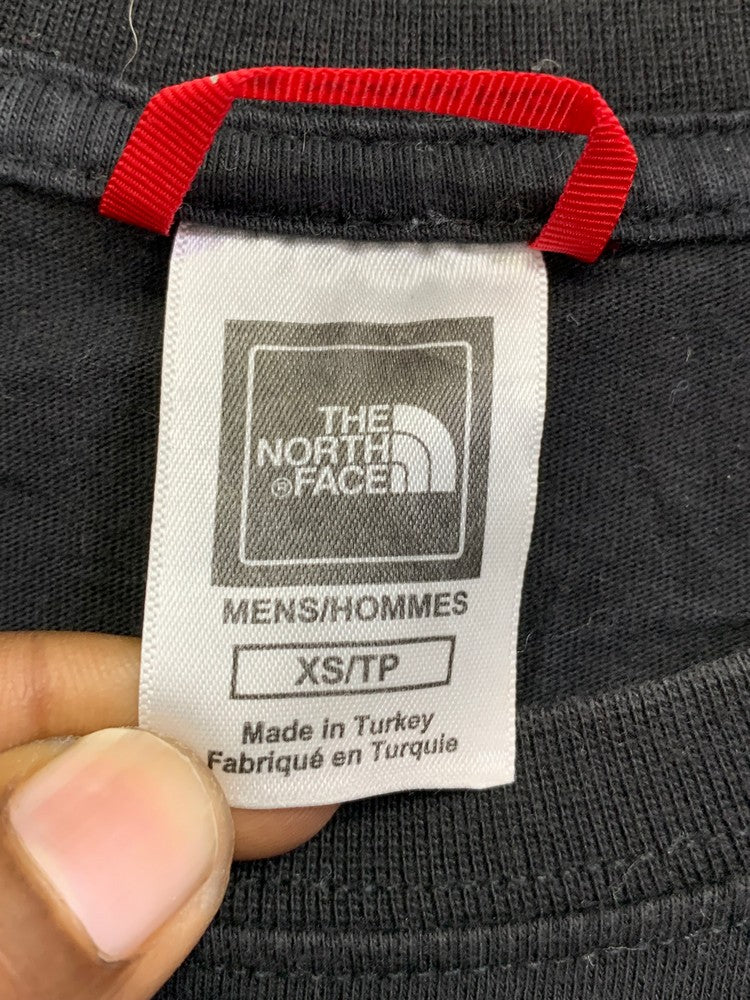 THE
NORTH
®FACE
MENS/HOMMES
XS/TP
Made in Turkey
Fabriqué en Turquie